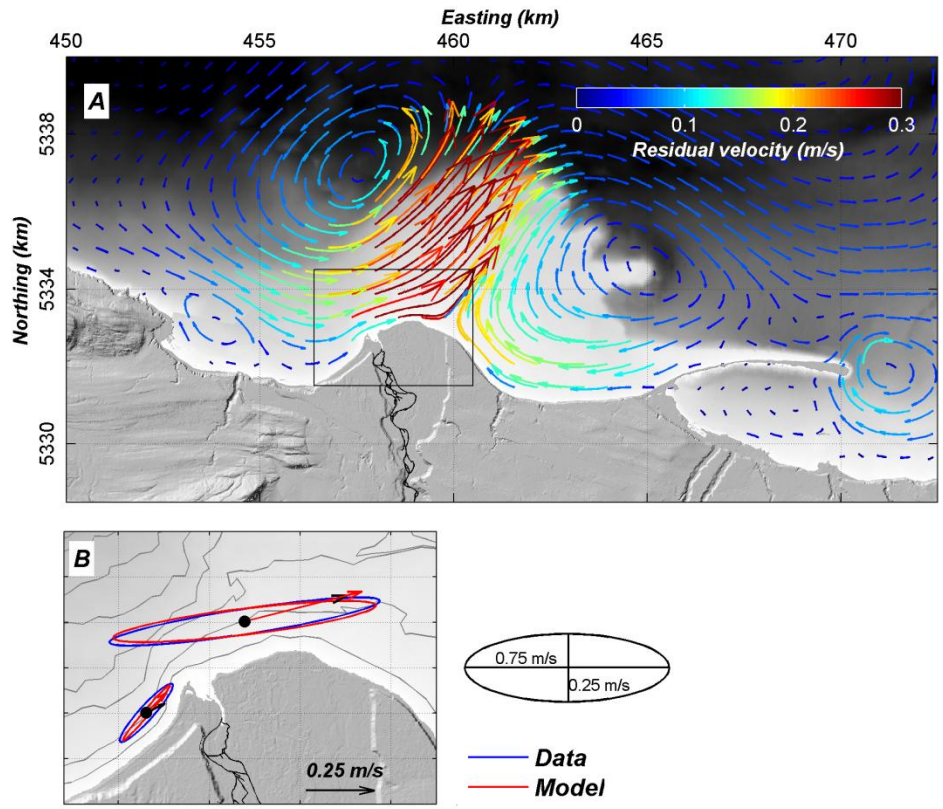 Easting (km)
450 455 460 465 470
A
5338
5334
5330
Northing (km)
0 0.1 0.2 0.3
Residual velocity (m/s)
B
0.25 m/s
0.75 m/s
0.25 m/s
Data
Model